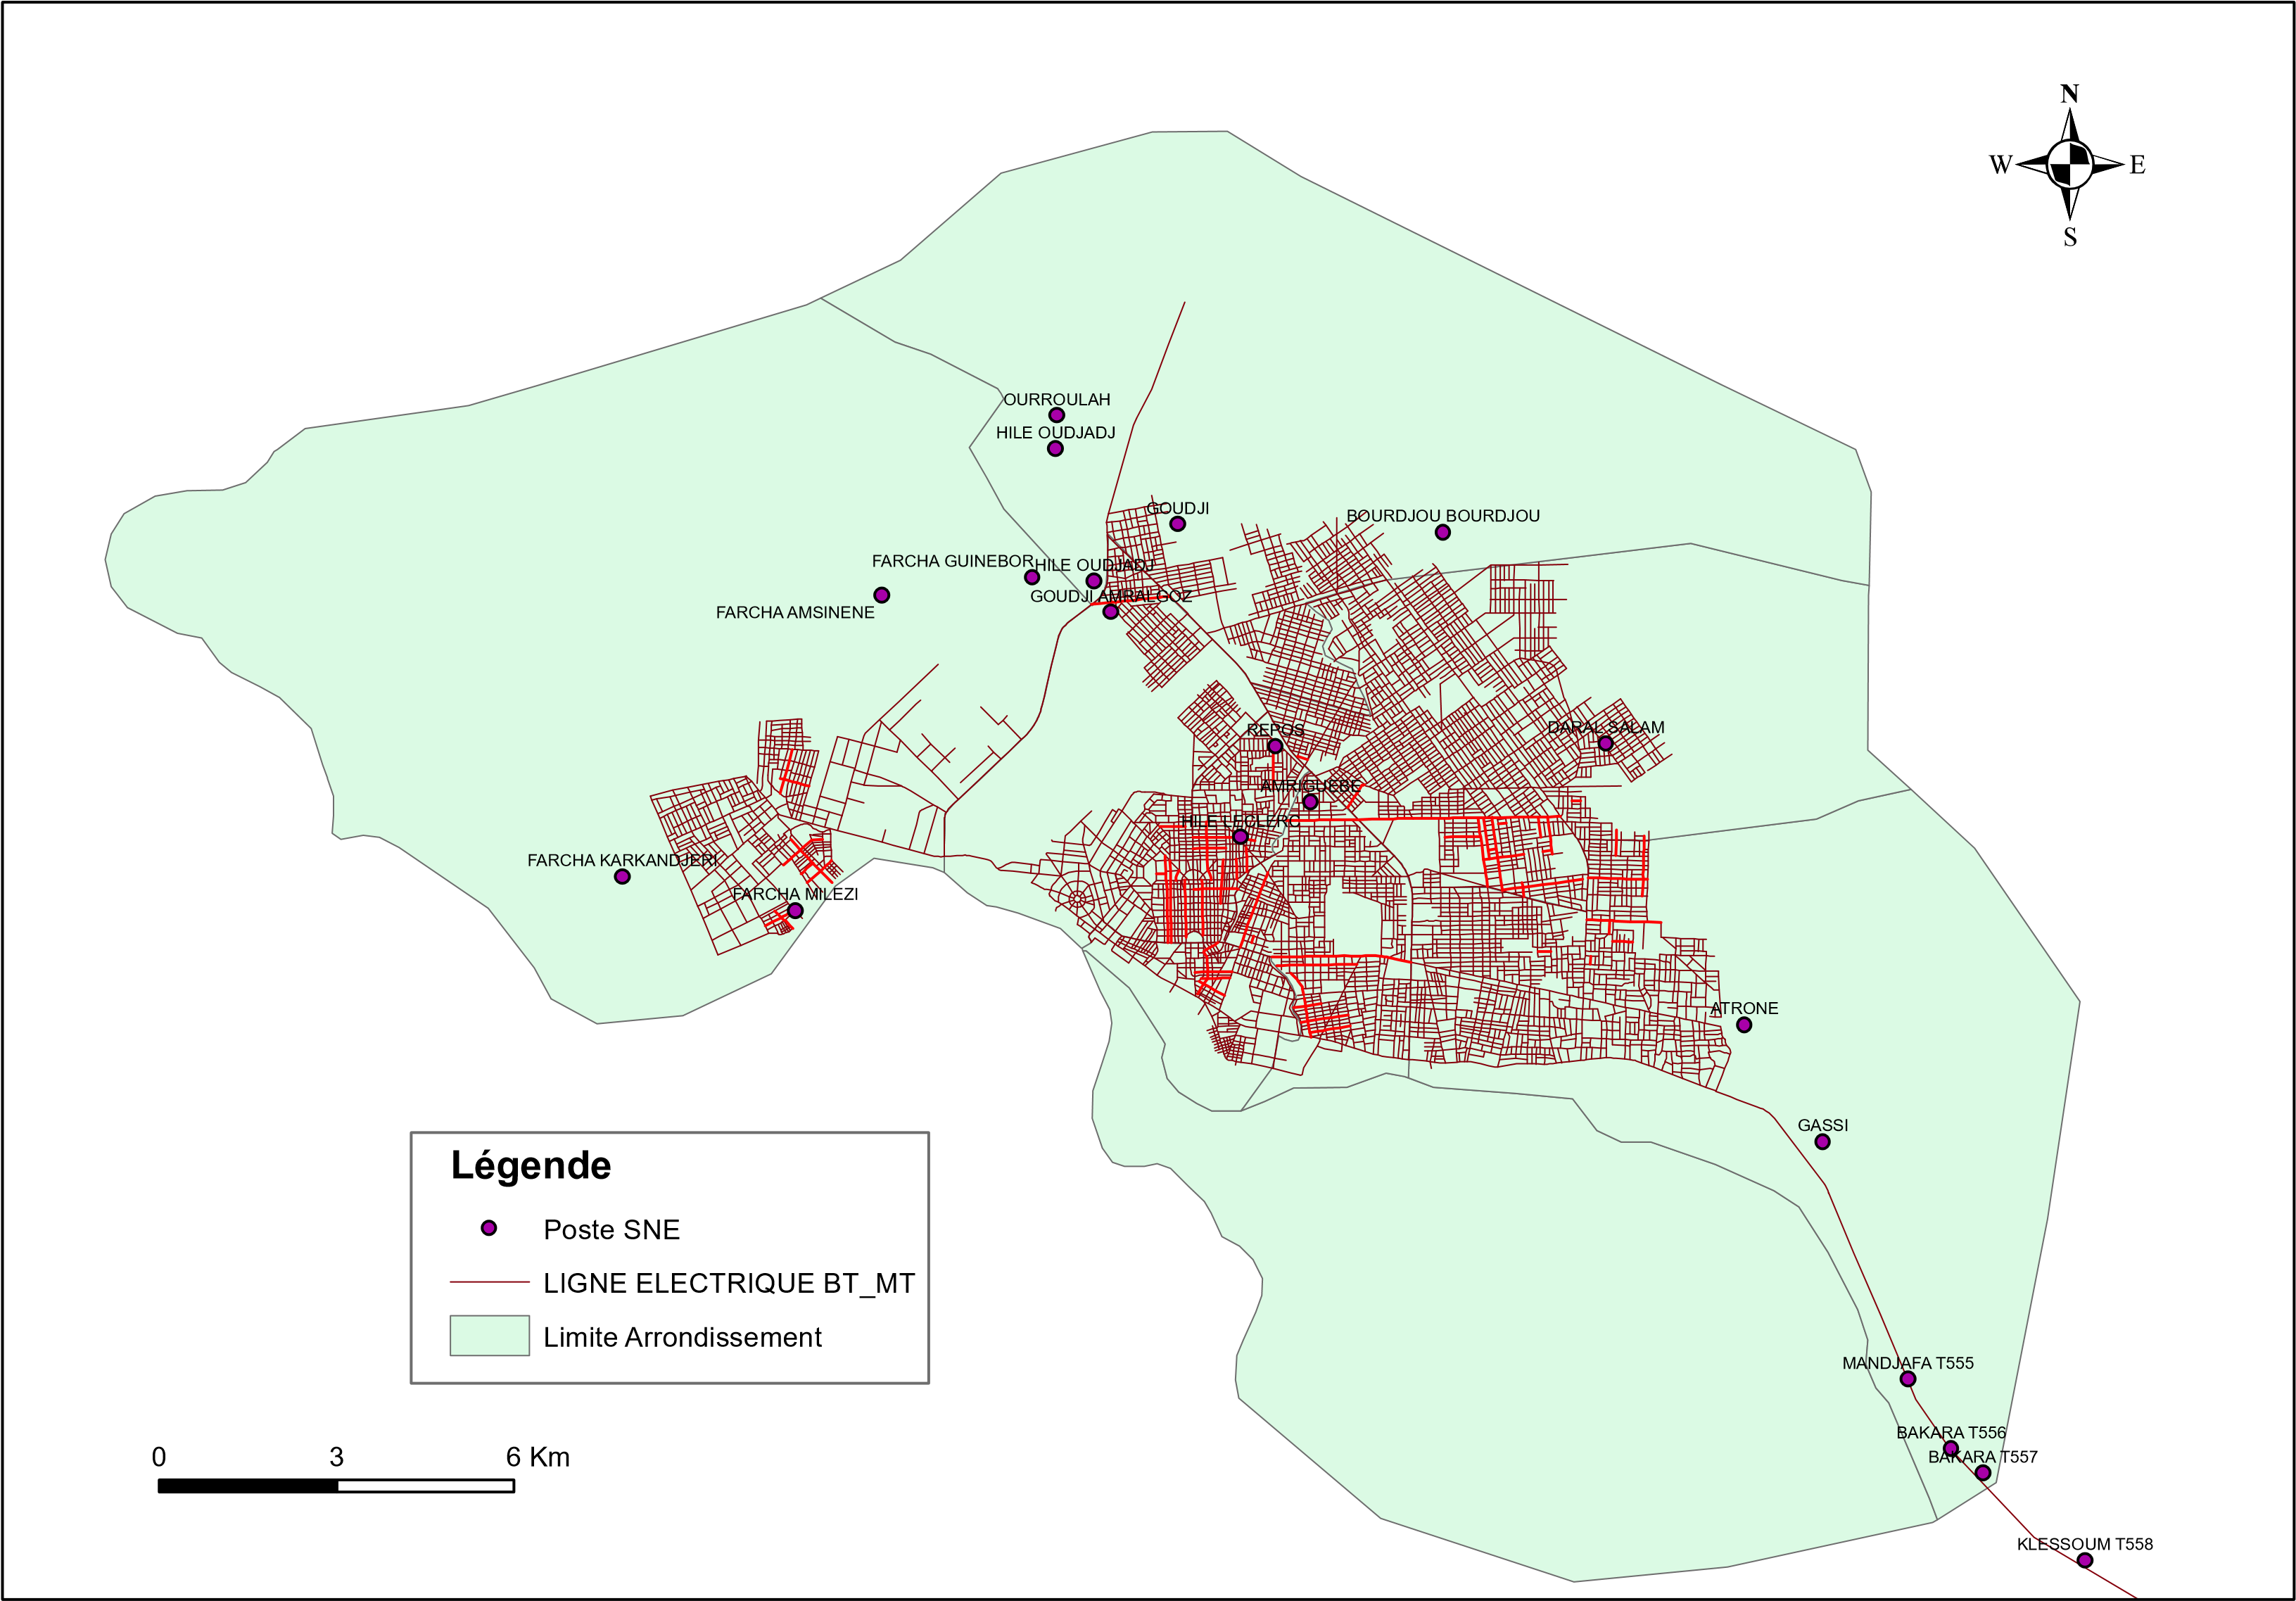 N
W
E
S
OURROULAH
HILE OUDJADJ
GOUDJI
BOURDJOU BOURDJOU
FARCHA GUINEBOR
HILE OUDJADJ
GOUDJI AMRALGOZ
FARCHA AMSINENE
REPOS
DARAL SALAM
AMRIGUEBE
HILE LECLERC
FARCHA KARKANDJERI
FARCHA MILEZI
ATRONE
GASSI
MANDJAFA T555
BAKARA T556
BAKARA T557
KLESSOUM T558
Légende
Poste SNE
LIGNE ELECTRIQUE BT_MT
Limite Arrondissement
0 3 6 Km